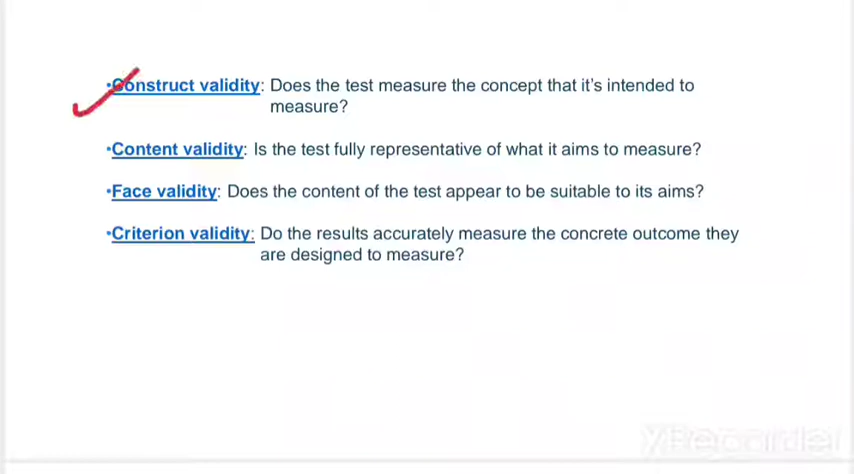 •Construct validity: Does the test measure the concept that it's intended to
measure?
•Content validity: Is the test fully representative of what it aims to measure?
•Face validity: Does the content of the test appear to be suitable to its aims?
•Criterion validity: Do the results accurately measure the concrete outcome they
are designed to measure?
XRecorder